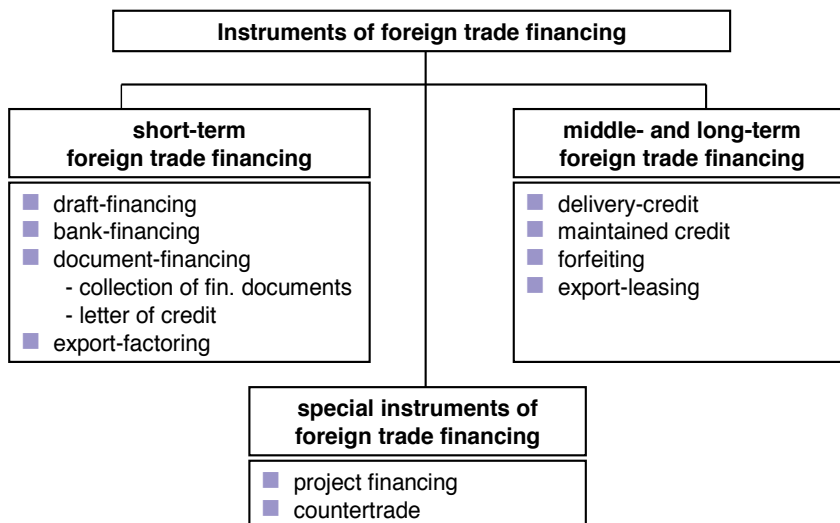 Instruments of foreign trade financing
short-term
foreign trade financing
draft-financing
bank-financing
document-financing
- collection of fin. documents
- letter of credit
export-factoring
middle- and long-term
foreign trade financing
delivery-credit
maintained credit
forfeiting
export-leasing
special instruments of
foreign trade financing
project financing
countertrade